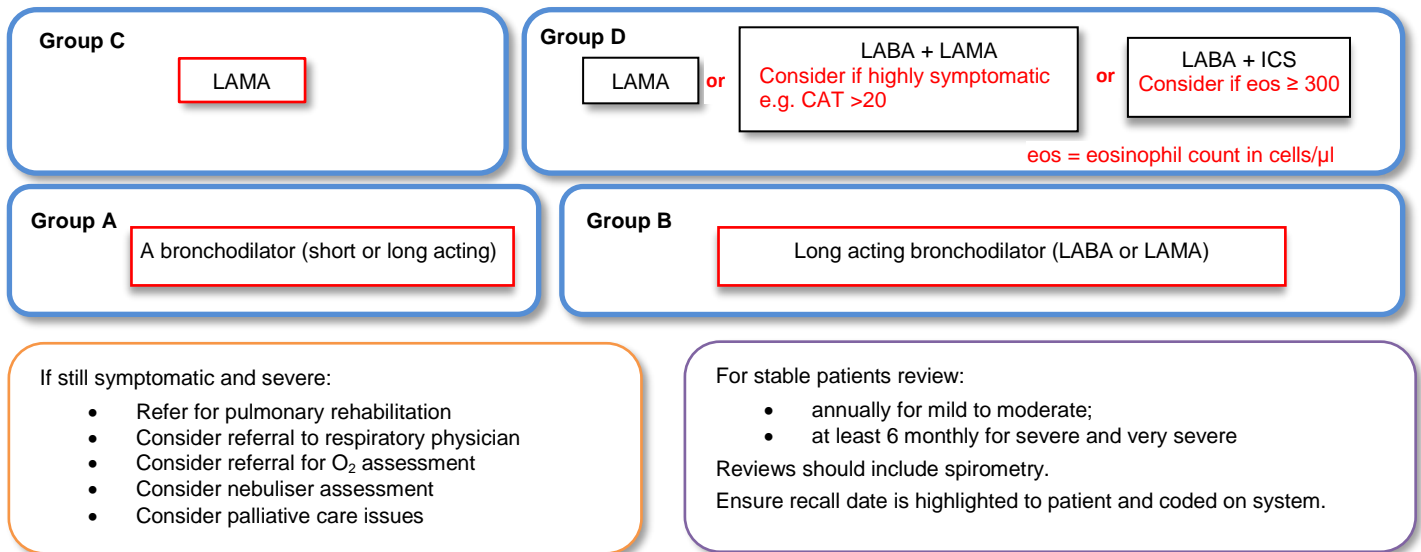 Group C
LAMA
Group D
LAMA
or
LABA + LAMA
Consider if highly symptomatic
e.g. CAT >20
or
LABA + ICS
Consider if eos ≥ 300
eos = eosinophil count in cells/µl
Group A
A bronchodilator (short or long acting)
Group B
Long acting bronchodilator (LABA or LAMA)
If still symptomatic and severe:
• Refer for pulmonary rehabilitation
• Consider referral to respiratory physician
• Consider referral for O₂ assessment
• Consider nebuliser assessment
• Consider palliative care issues
For stable patients review:
• annually for mild to moderate;
• at least 6 monthly for severe and very severe
Reviews should include spirometry.
Ensure recall date is highlighted to patient and coded on system.